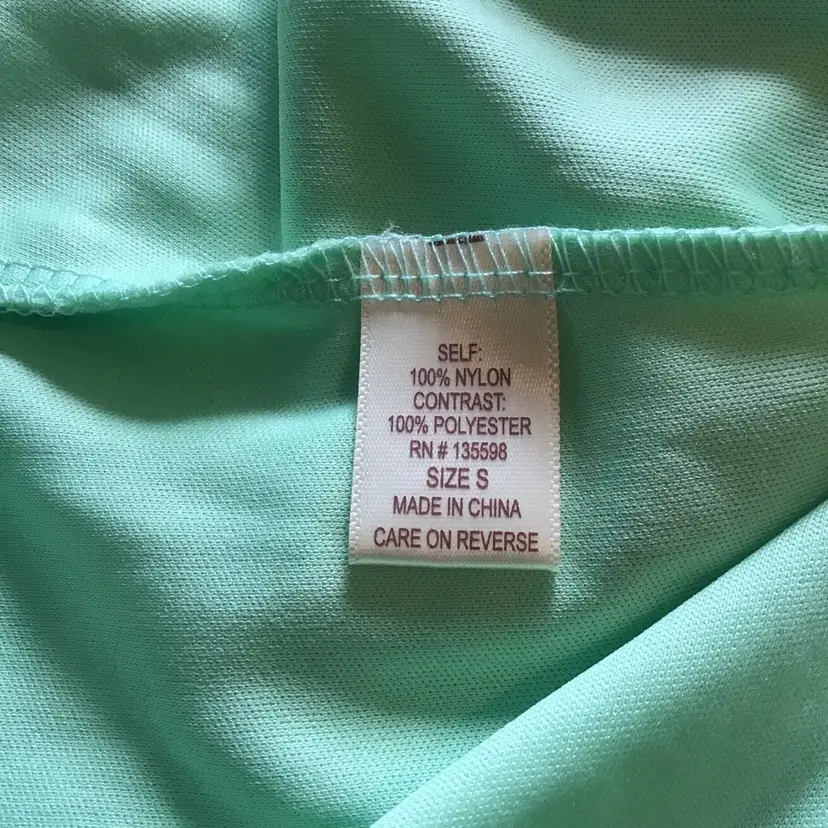 SELF:
100% NYLON
CONTRAST:
100% POLYESTER
RN # 135598
SIZE S
MADE IN CHINA
CARE ON REVERSE